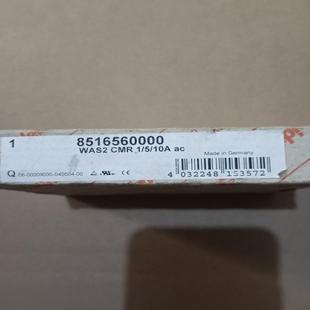 1
8516560000
WAS2 CMR 1/5/10A ac
Made in Germany
4 032248 153572